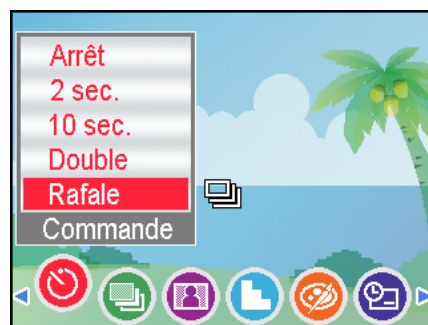 Arrêt
2 sec.
10 sec.
Double
Rafale
Commande